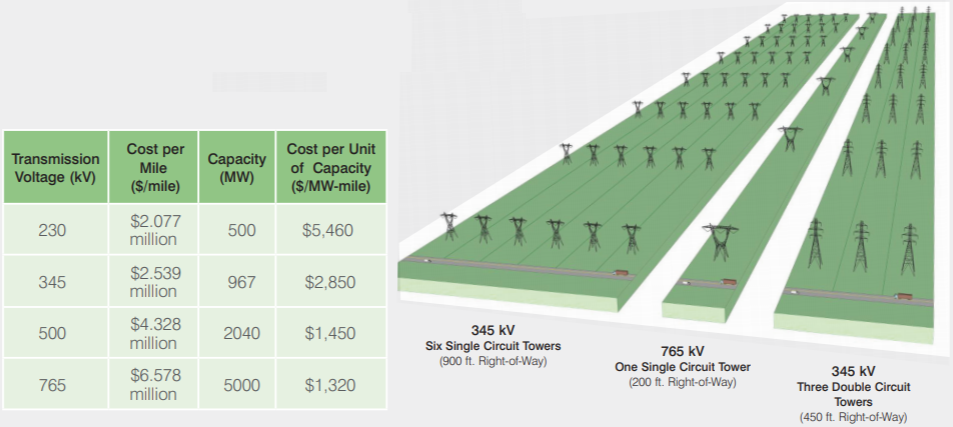 Transmission
Voltage (kV)
Cost per
Mile
($/mile)
Capacity
(MW)
Cost per Unit
of Capacity
($/MW-mile)
230
$2.077
million
500
$5,460
345
$2.539
million
967
$2,850
500
$4.328
million
2040
$1,450
765
$6.578
million
5000
$1,320
345 kV
Six Single Circuit Towers
(900 ft. Right-of-Way)
765 kV
One Single Circuit Tower
(200 ft. Right-of-Way)
345 kV
Three Double Circuit
Towers
(450 ft. Right-of-Way)